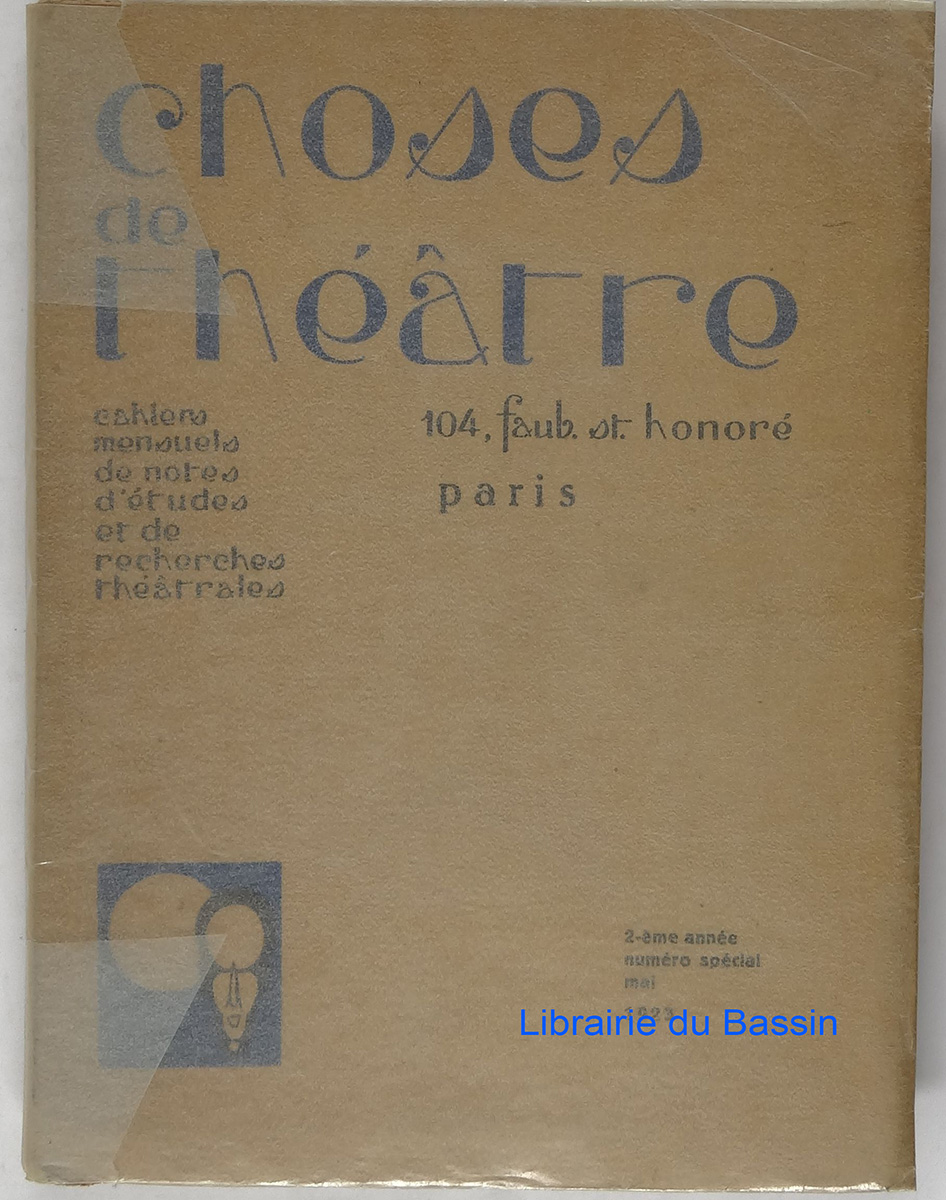 choses
de
théâtre
cahiers
mensuels
de notes
d'études
et de
recherches
théâtrales
104, faub. st. honoré
paris
2-ème année
numéro spécial
mai
1923
Librairie du Bassin